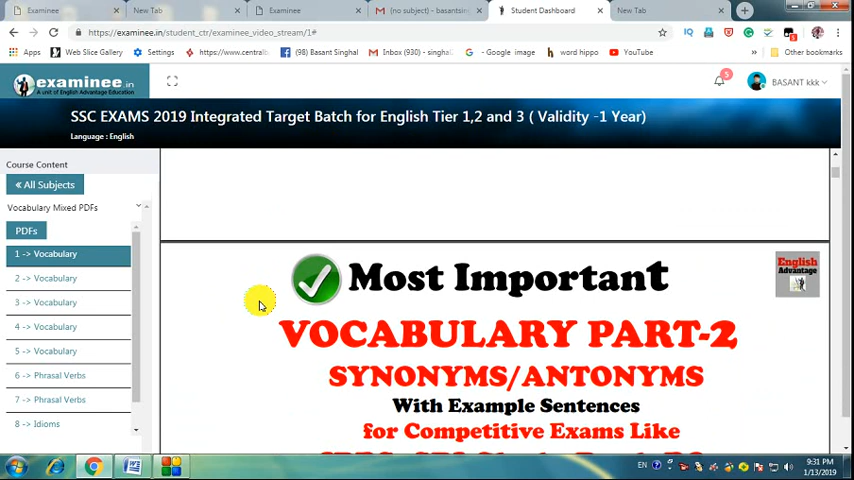 Examinee
New Tab
Examinee
(no subject) - basantsin
Student Dashboard
New Tab
https://examinee.in/student_ctr/examinee_video_stream/1#
Apps
Web Slice Gallery
Settings
https://www.centralb
(98) Basant Singhal
Inbox (930) - singhal
- Google image
word hippo
YouTube
»
Other bookmarks
examinee.in
A unit of English Advantage Education
5
BASANT kkk
SSC EXAMS 2019 Integrated Target Batch for English Tier 1,2 and 3 ( Validity -1 Year)
Language : English
Course Content
« All Subjects
Vocabulary Mixed PDFs
PDFs
1 -> Vocabulary
2 -> Vocabulary
3 -> Vocabulary
4 -> Vocabulary
5 -> Vocabulary
6 -> Phrasal Verbs
7 -> Phrasal Verbs
8 -> Idioms
Most Important
English
Advantage
VOCABULARY PART-2
SYNONYMS/ANTONYMS
With Example Sentences
for Competitive Exams Like
EN
9:31 PM
1/13/2019